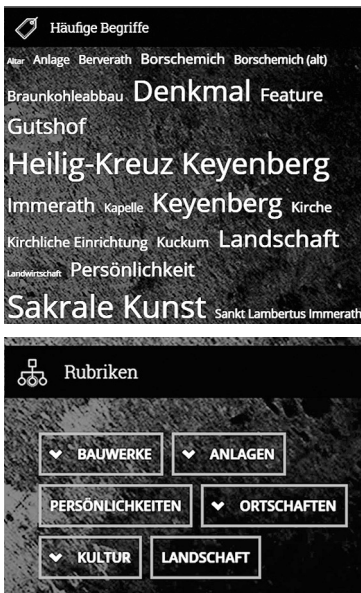 Häufige Begriffe
Altar Anlage Berverath Borschemich Borschemich (alt)
Braunkohleabbau Denkmal Feature
Gutshof
Heilig-Kreuz Keyenberg
Immerath Kapelle Keyenberg Kirche
Kirchliche Einrichtung Kuckum Landschaft
Landwirtschaft Persönlichkeit
Sakrale Kunst Sankt Lambertus Immerath
Rubriken
BAUWERKE ANLAGEN
PERSÖNLICHKEITEN ORTSCHAFTEN
KULTUR LANDSCHAFT